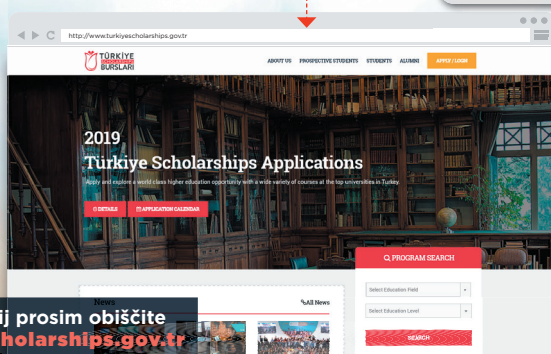 http://www.turkiyescholarships.gov.tr
TÜRKİYE
SCHOLARSHIPS
BURSLARI
ABOUT US PROSPECTIVE STUDENTS STUDENTS ALUMNI APPLY / LOGIN
2019
Türkiye Scholarships Applications
Apply and explore a world class higher education opportunity with a wide variety of courses at the top universities in Turkey.
DETAILS APPLICATION CALENDAR
PROGRAM SEARCH
Select Education Field
Select Education Level
SEARCH
News All News
ij prosim obiščite
holarships.gov.tr